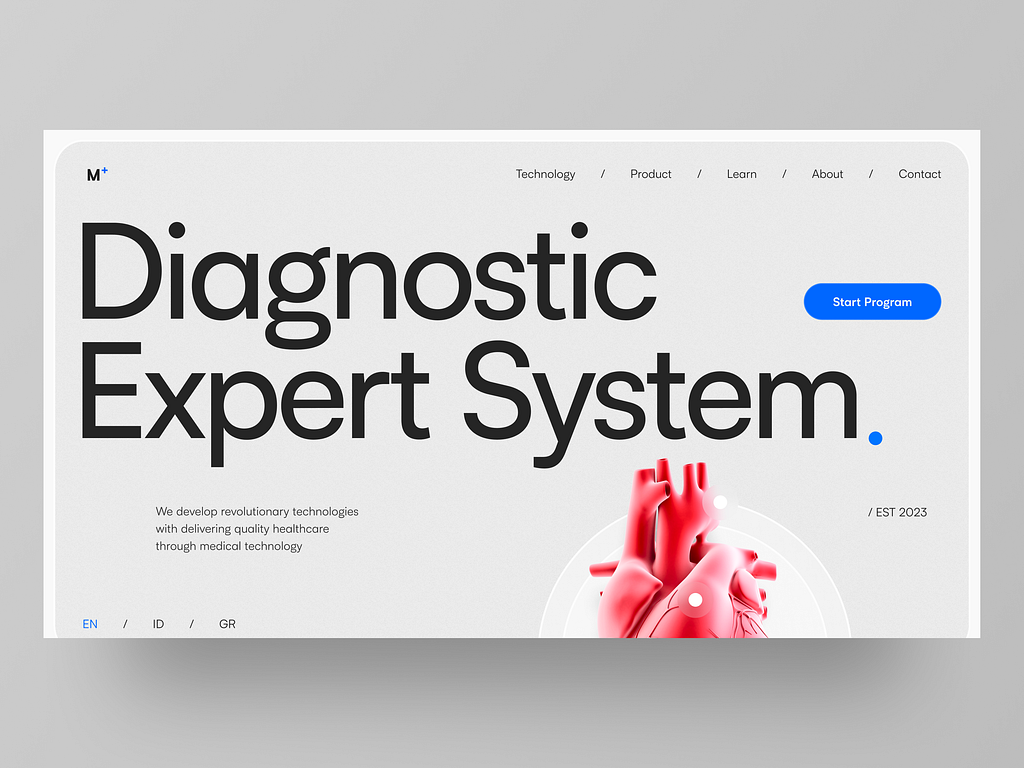 M+
Technology / Product / Learn / About / Contact
Diagnostic
Start Program
Expert System.
We develop revolutionary technologies
with delivering quality healthcare
through medical technology
/ EST 2023
EN / ID / GR